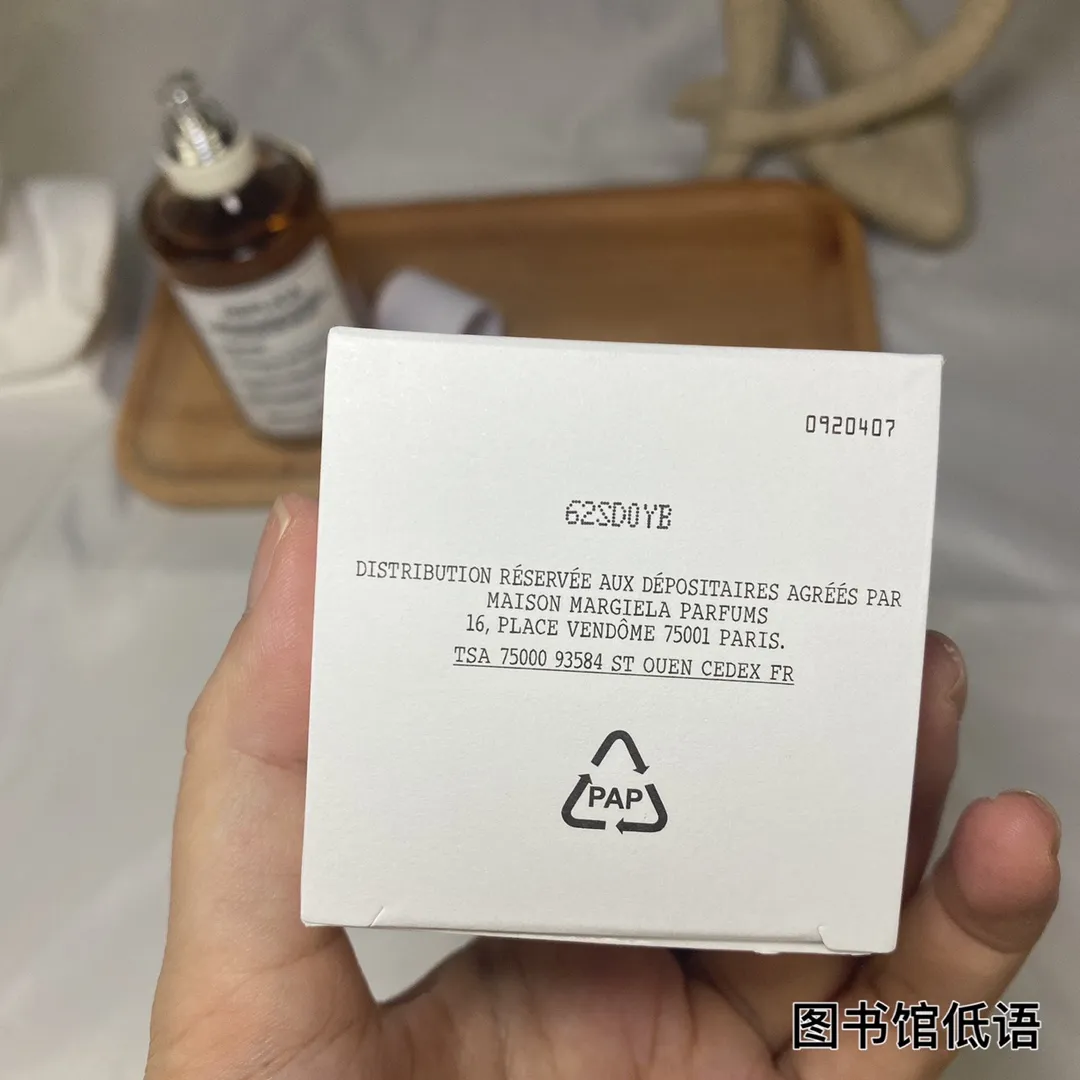 0920407
62SD0YB
DISTRIBUTION RÉSERVÉE AUX DÉPOSITAIRES AGRÉÉS PAR
MAISON MARGIELA PARFUMS
16, PLACE VENDÔME 75001 PARIS.
TSA 75000 93584 ST OUEN CEDEX FR
PAP
图书馆低语